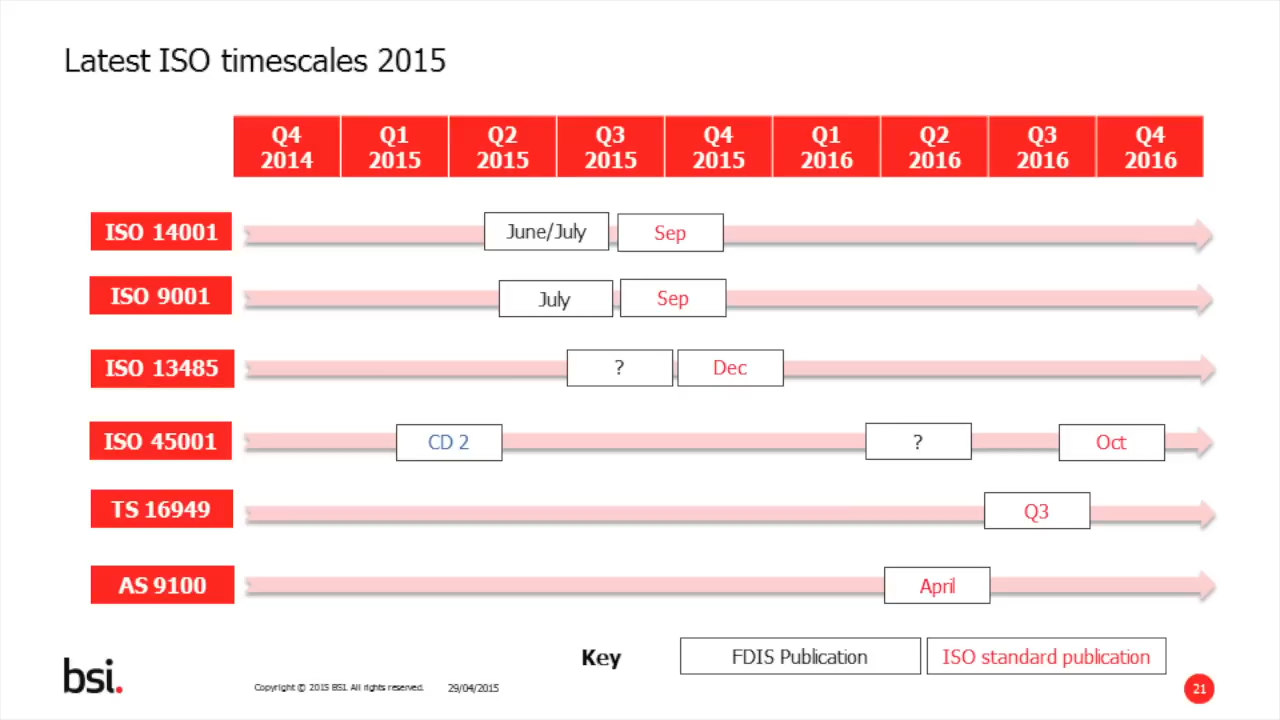 Latest ISO timescales 2015
Q4 Q1 Q2 Q3 Q4 Q1 Q2 Q3 Q4
2014 2015 2015 2015 2015 2016 2016 2016 2016
ISO 14001 June/July Sep
ISO 9001 July Sep
ISO 13485 ? Dec
ISO 45001 CD 2 ? Oct
TS 16949 Q3
AS 9100 April
Key FDIS Publication ISO standard publication
bsi. Copyright © 2015 BSI. All rights reserved. 29/04/2015 21